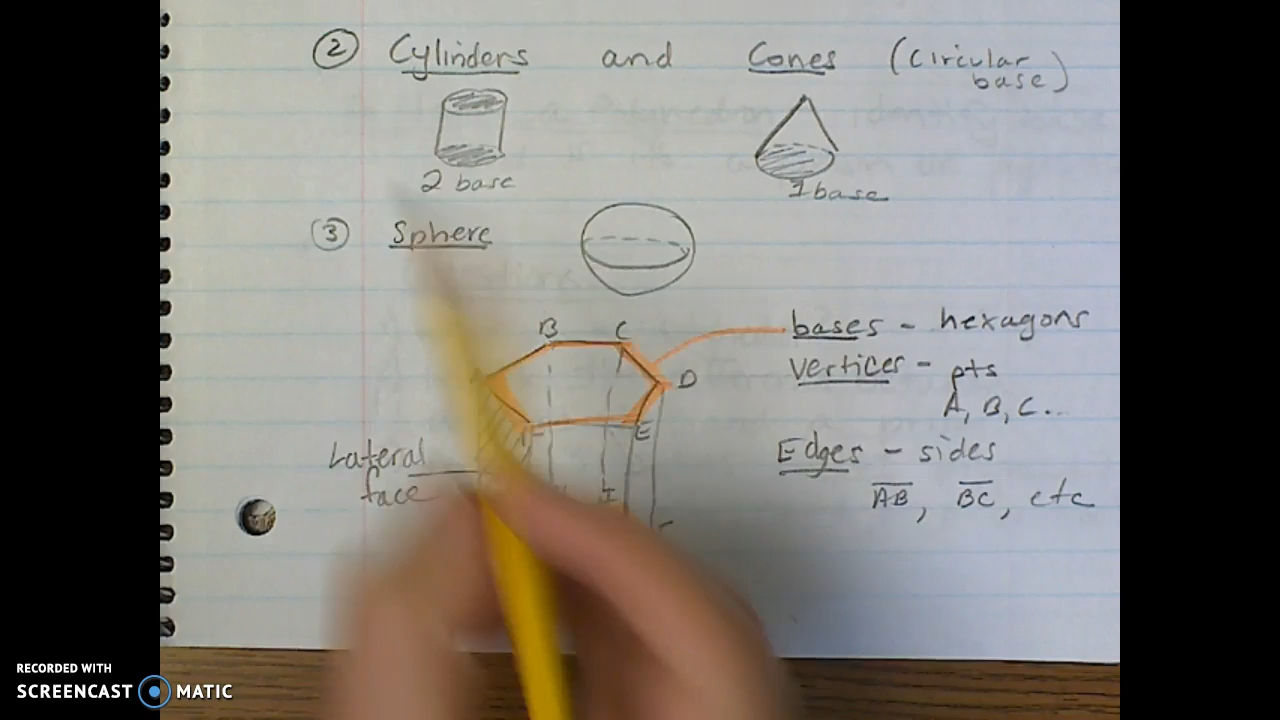 ② Cylinders and Cones (Circular base)
2 base
1 base
③ Sphere
B C
D
E
I
Lateral
face
bases - hexagons
Vertices - pts
A, B, C...
Edges - sides
AB, BC, etc
RECORDED WITH
SCREENCAST MATIC